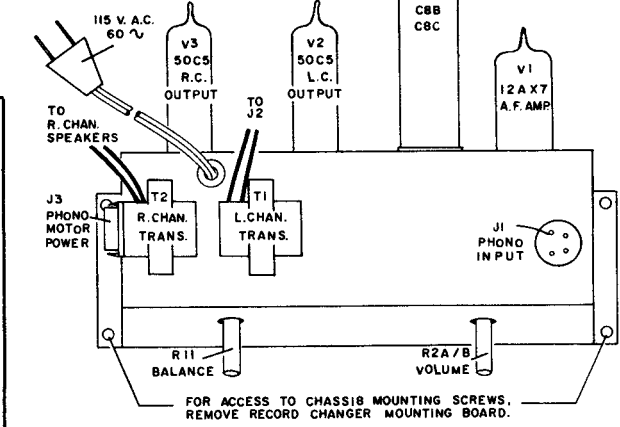 115 V. A.C.
60 ∿
V3
50C5
R.C.
OUTPUT
V2
50C5
L.C.
OUTPUT
C8B
C8C
V1
12AX7
A.F. AMP.
TO
R. CHAN.
SPEAKERS
TO
J2
J3
PHONO
MOTOR
POWER
T2
R. CHAN.
TRANS.
T1
L. CHAN.
TRANS.
J1
PHONO
INPUT
R11
BALANCE
R2A/B
VOLUME
FOR ACCESS TO CHASSIS MOUNTING SCREWS,
REMOVE RECORD CHANGER MOUNTING BOARD.